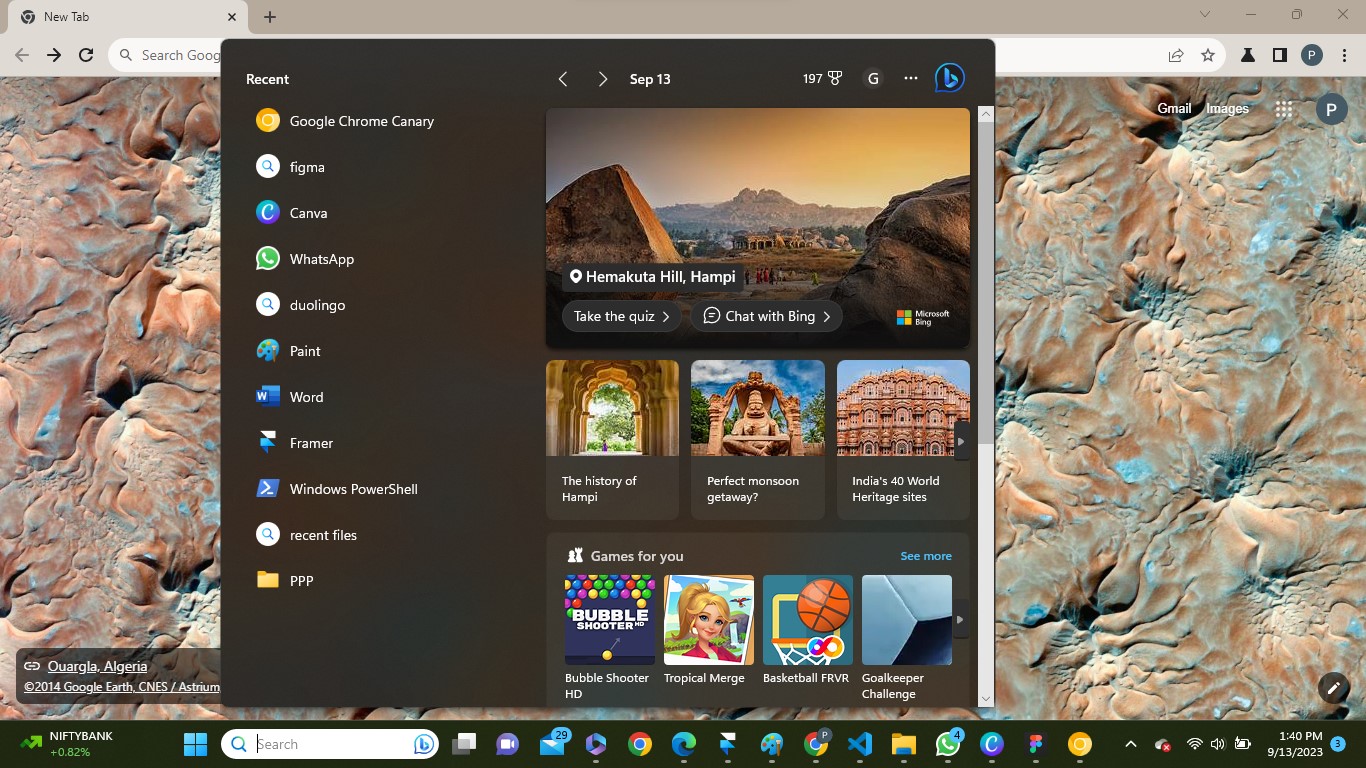 New Tab
Search Goog
Recent
Sep 13
197
G
P
Gmail
Images
P
Google Chrome Canary
figma
Canva
WhatsApp
duolingo
Paint
Word
Framer
Windows PowerShell
recent files
PPP
Hemakuta Hill, Hampi
Take the quiz
Chat with Bing
Microsoft
Bing
The history of
Hampi
Perfect monsoon
getaway?
India's 40 World
Heritage sites
Games for you
See more
BUBBLE
SHOOTER HD
Bubble Shooter
HD
Tropical Merge
Basketball FRVR
Goalkeeper
Challenge
Ouargla, Algeria
©2014 Google Earth, CNES / Astrium,
NIFTYBANK
+0.82%
Search
29
P
4
1:40 PM
9/13/2023
3